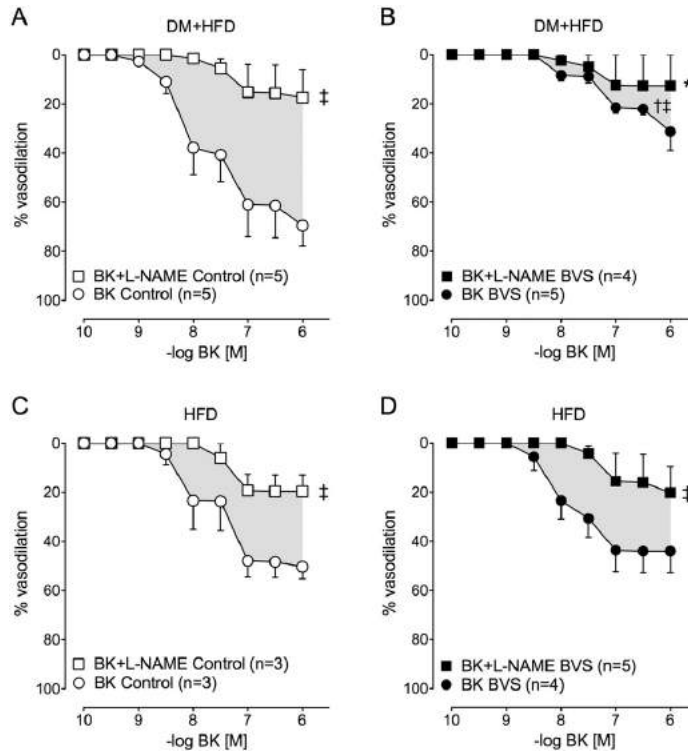 A
DM+HFD
0
20
40
60
80
100
% vasodilation
‡
BK+L-NAME Control (n=5)
BK Control (n=5)
10 9 8 7 6
-log BK [M]
B
DM+HFD
0
20
40
60
80
100
% vasodilation
*
†‡
BK+L-NAME BVS (n=4)
BK BVS (n=5)
10 9 8 7 6
-log BK [M]
C
HFD
0
20
40
60
80
100
% vasodilation
‡
BK+L-NAME Control (n=3)
BK Control (n=3)
10 9 8 7 6
-log BK [M]
D
HFD
0
20
40
60
80
100
% vasodilation
‡
BK+L-NAME BVS (n=5)
BK BVS (n=4)
10 9 8 7 6
-log BK [M]